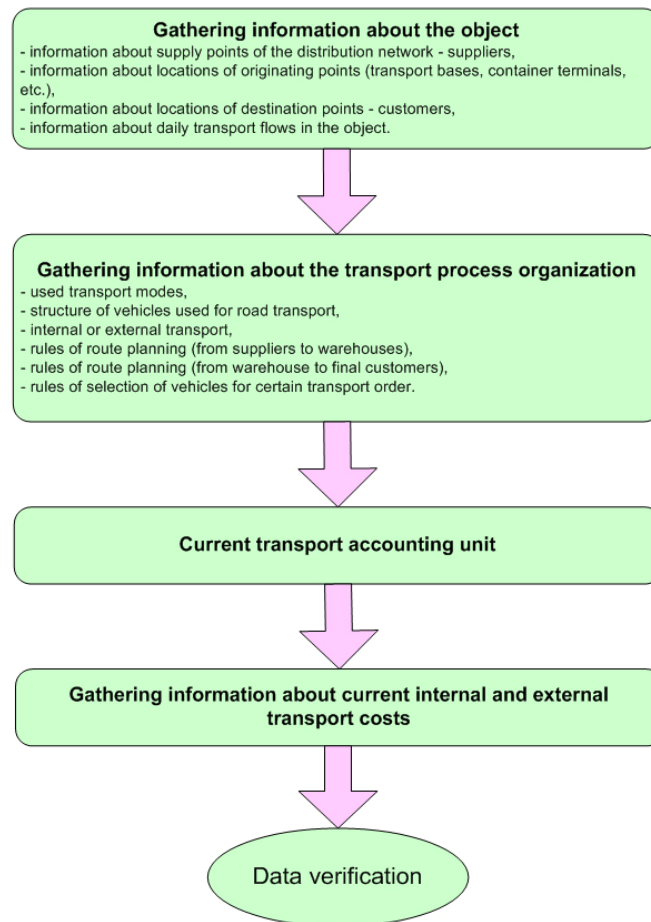 Gathering information about the object
- information about supply points of the distribution network - suppliers,
- information about locations of originating points (transport bases, container terminals,
etc.),
- information about locations of destination points - customers,
- information about daily transport flows in the object.
Gathering information about the transport process organization
- used transport modes,
- structure of vehicles used for road transport,
- internal or external transport,
- rules of route planning (from suppliers to warehouses),
- rules of route planning (from warehouse to final customers),
- rules of selection of vehicles for certain transport order.
Current transport accounting unit
Gathering information about current internal and external
transport costs
Data verification